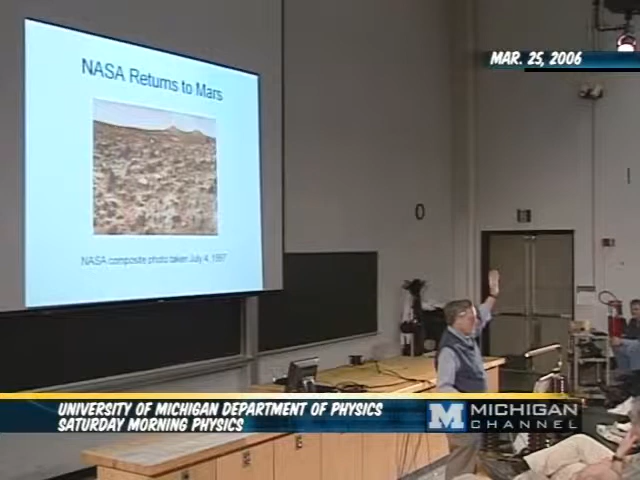 MAR. 25, 2006
NASA Returns to Mars
NASA composite photo taken July 4, 1997
UNIVERSITY OF MICHIGAN DEPARTMENT OF PHYSICS
SATURDAY MORNING PHYSICS
M MICHIGAN
CHANNEL